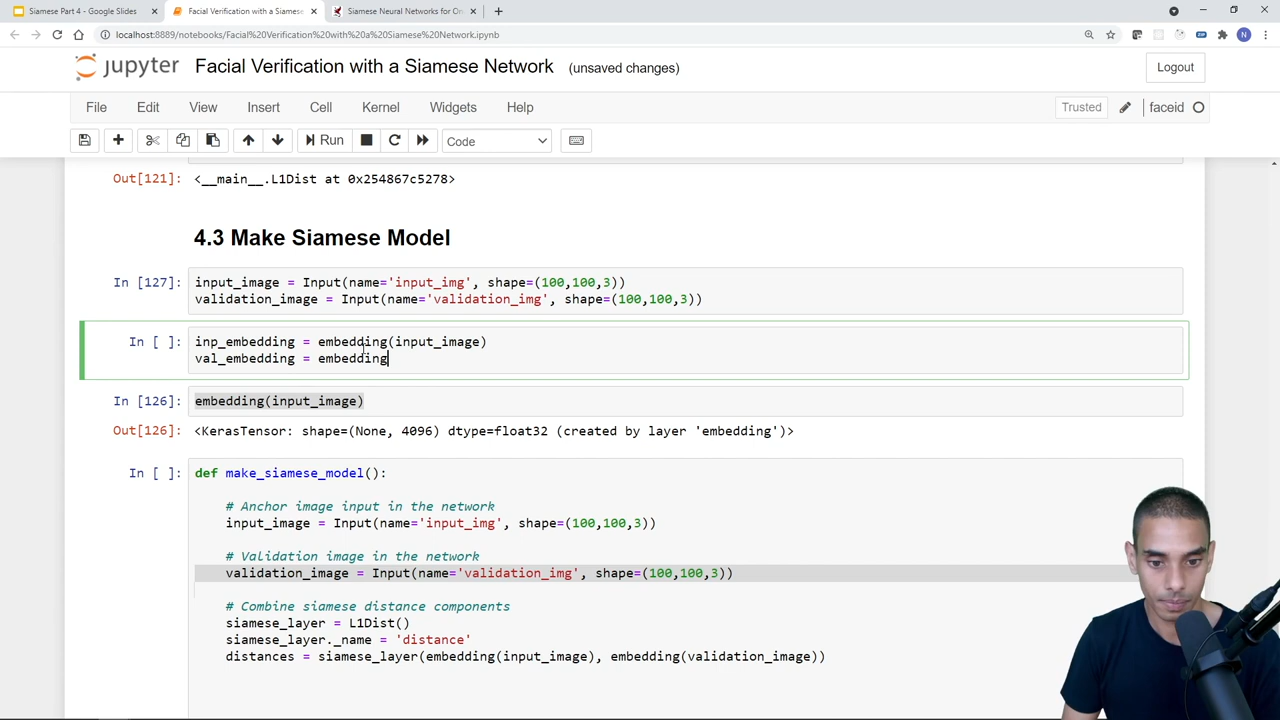 Siamese Part 4 - Google Slides
Facial Verification with a Siamese
Siamese Neural Networks for On
localhost:8889/notebooks/Facial%20Verification%20with%20a%20Siamese%20Network.ipynb
N
jupyter
Facial Verification with a Siamese Network (unsaved changes)
Logout
File Edit View Insert Cell Kernel Widgets Help
Trusted
faceid
Run
Code
Out[121]: <__main__.L1Dist at 0x254867c5278>
4.3 Make Siamese Model
In [127]: input_image = Input(name='input_img', shape=(100,100,3))
validation_image = Input(name='validation_img', shape=(100,100,3))
In [ ]: inp_embedding = embedding(input_image)
val_embedding = embedding
In [126]: embedding(input_image)
Out[126]: <KerasTensor: shape=(None, 4096) dtype=float32 (created by layer 'embedding')>
In [ ]: def make_siamese_model():
# Anchor image input in the network
input_image = Input(name='input_img', shape=(100,100,3))
# Validation image in the network
validation_image = Input(name='validation_img', shape=(100,100,3))
# Combine siamese distance components
siamese_layer = L1Dist()
siamese_layer._name = 'distance'
distances = siamese_layer(embedding(input_image), embedding(validation_image))